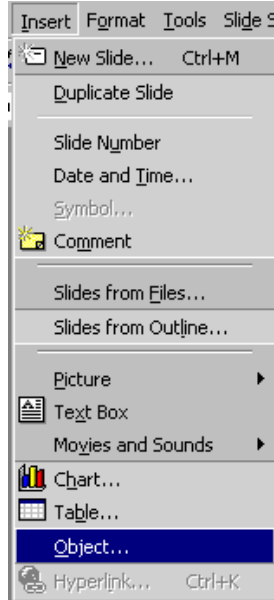 Insert Format Tools Slide S
New Slide... Ctrl+M
Duplicate Slide
Slide Number
Date and Time...
Symbol...
Comment
Slides from Files...
Slides from Outline...
Picture
Text Box
Movies and Sounds
Chart...
Table...
Object...
Hyperlink... Ctrl+K